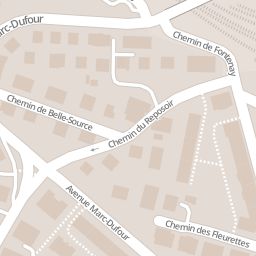 Marc-Dufour
Chemin de Fontenay
Chemin de Belle-Source
Chemin du Reposoir
Avenue Marc-Dufour
Chemin des Fleurettes